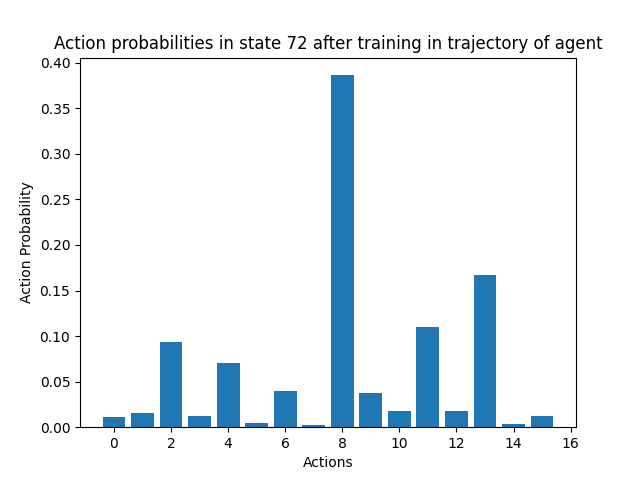 Action probabilities in state 72 after training in trajectory of agent
0.40
0.35
0.30
0.25
0.20
0.15
0.10
0.05
0.00
Action Probability
0 2 4 6 8 10 12 14 16
Actions